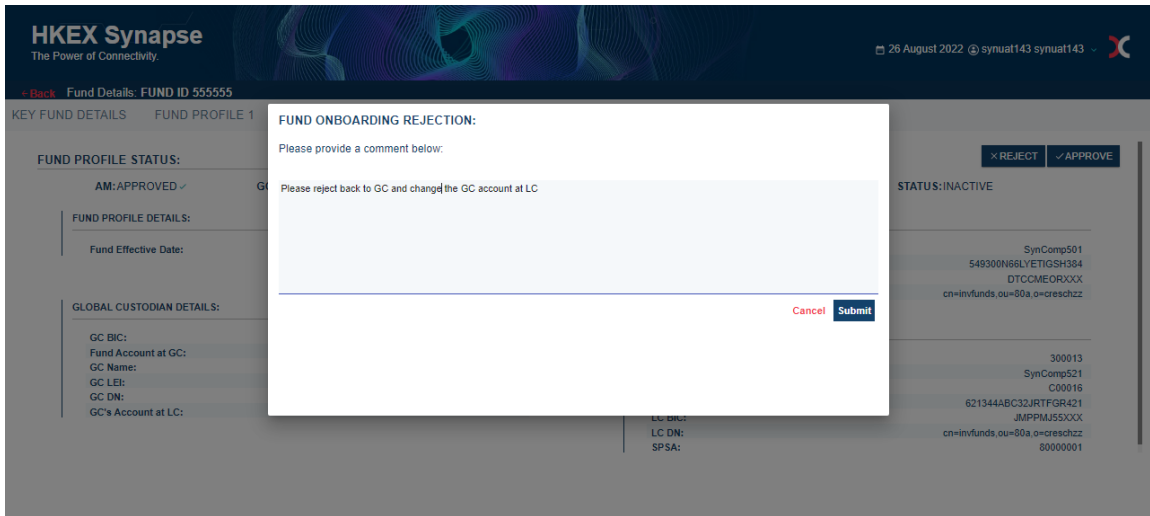 HKEX Synapse
The Power of Connectivity.
26 August 2022 synuat143 synuat143
Back Fund Details: FUND ID 555555
KEY FUND DETAILS FUND PROFILE 1
FUND ONBOARDING REJECTION:
Please provide a comment below:
Please reject back to GC and change the GC account at LC
Cancel Submit
FUND PROFILE STATUS:
REJECT APPROVE
AM:APPROVED
STATUS:INACTIVE
FUND PROFILE DETAILS:
Fund Effective Date:
SynComp501
549300N66LYETIGSH384
DTCCMEORXXX
cn=invfunds,ou=80a,o=creschzz
GLOBAL CUSTODIAN DETAILS:
GC BIC:
Fund Account at GC:
GC Name:
GC LEI:
GC DN:
GC's Account at LC:
300013
SynComp521
C00016
621344ABC32JRTFGR421
LC BIC: JMPPMJ55XXX
LC DN: cn=invfunds,ou=80a,o=creschzz
SPSA: 80000001